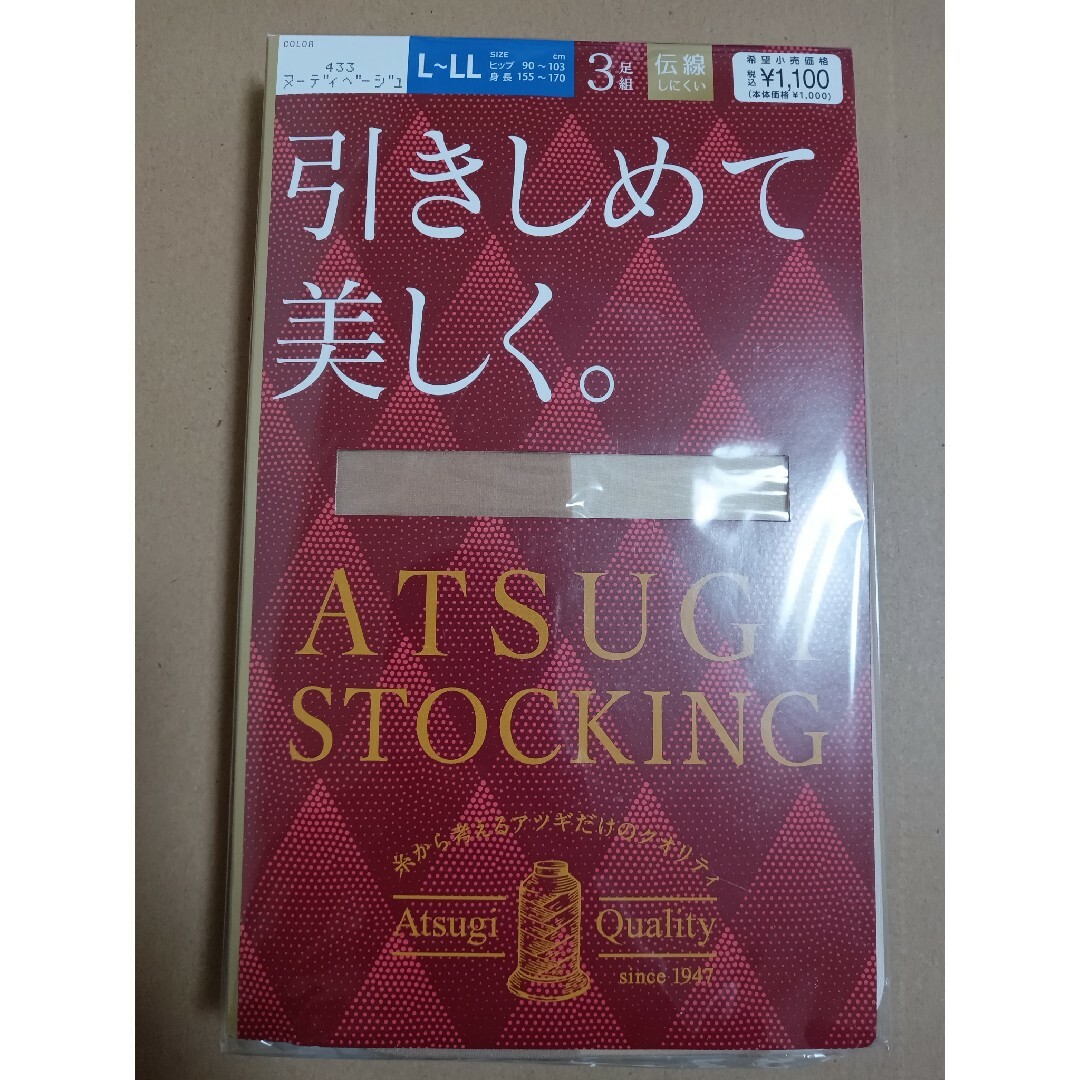 COLOR
433
ヌーディベージュ
L~LL
SIZE cm
ヒップ 90~103
身長 155~170
3足組
伝線
しにくい
希望小売価格
税込 ¥1,100
(本体価格 ¥1,000)
引きしめて
美しく。
ATSUGI
STOCKING
糸から考えるアツギだけのクオリティ
Atsugi Quality
since 1947